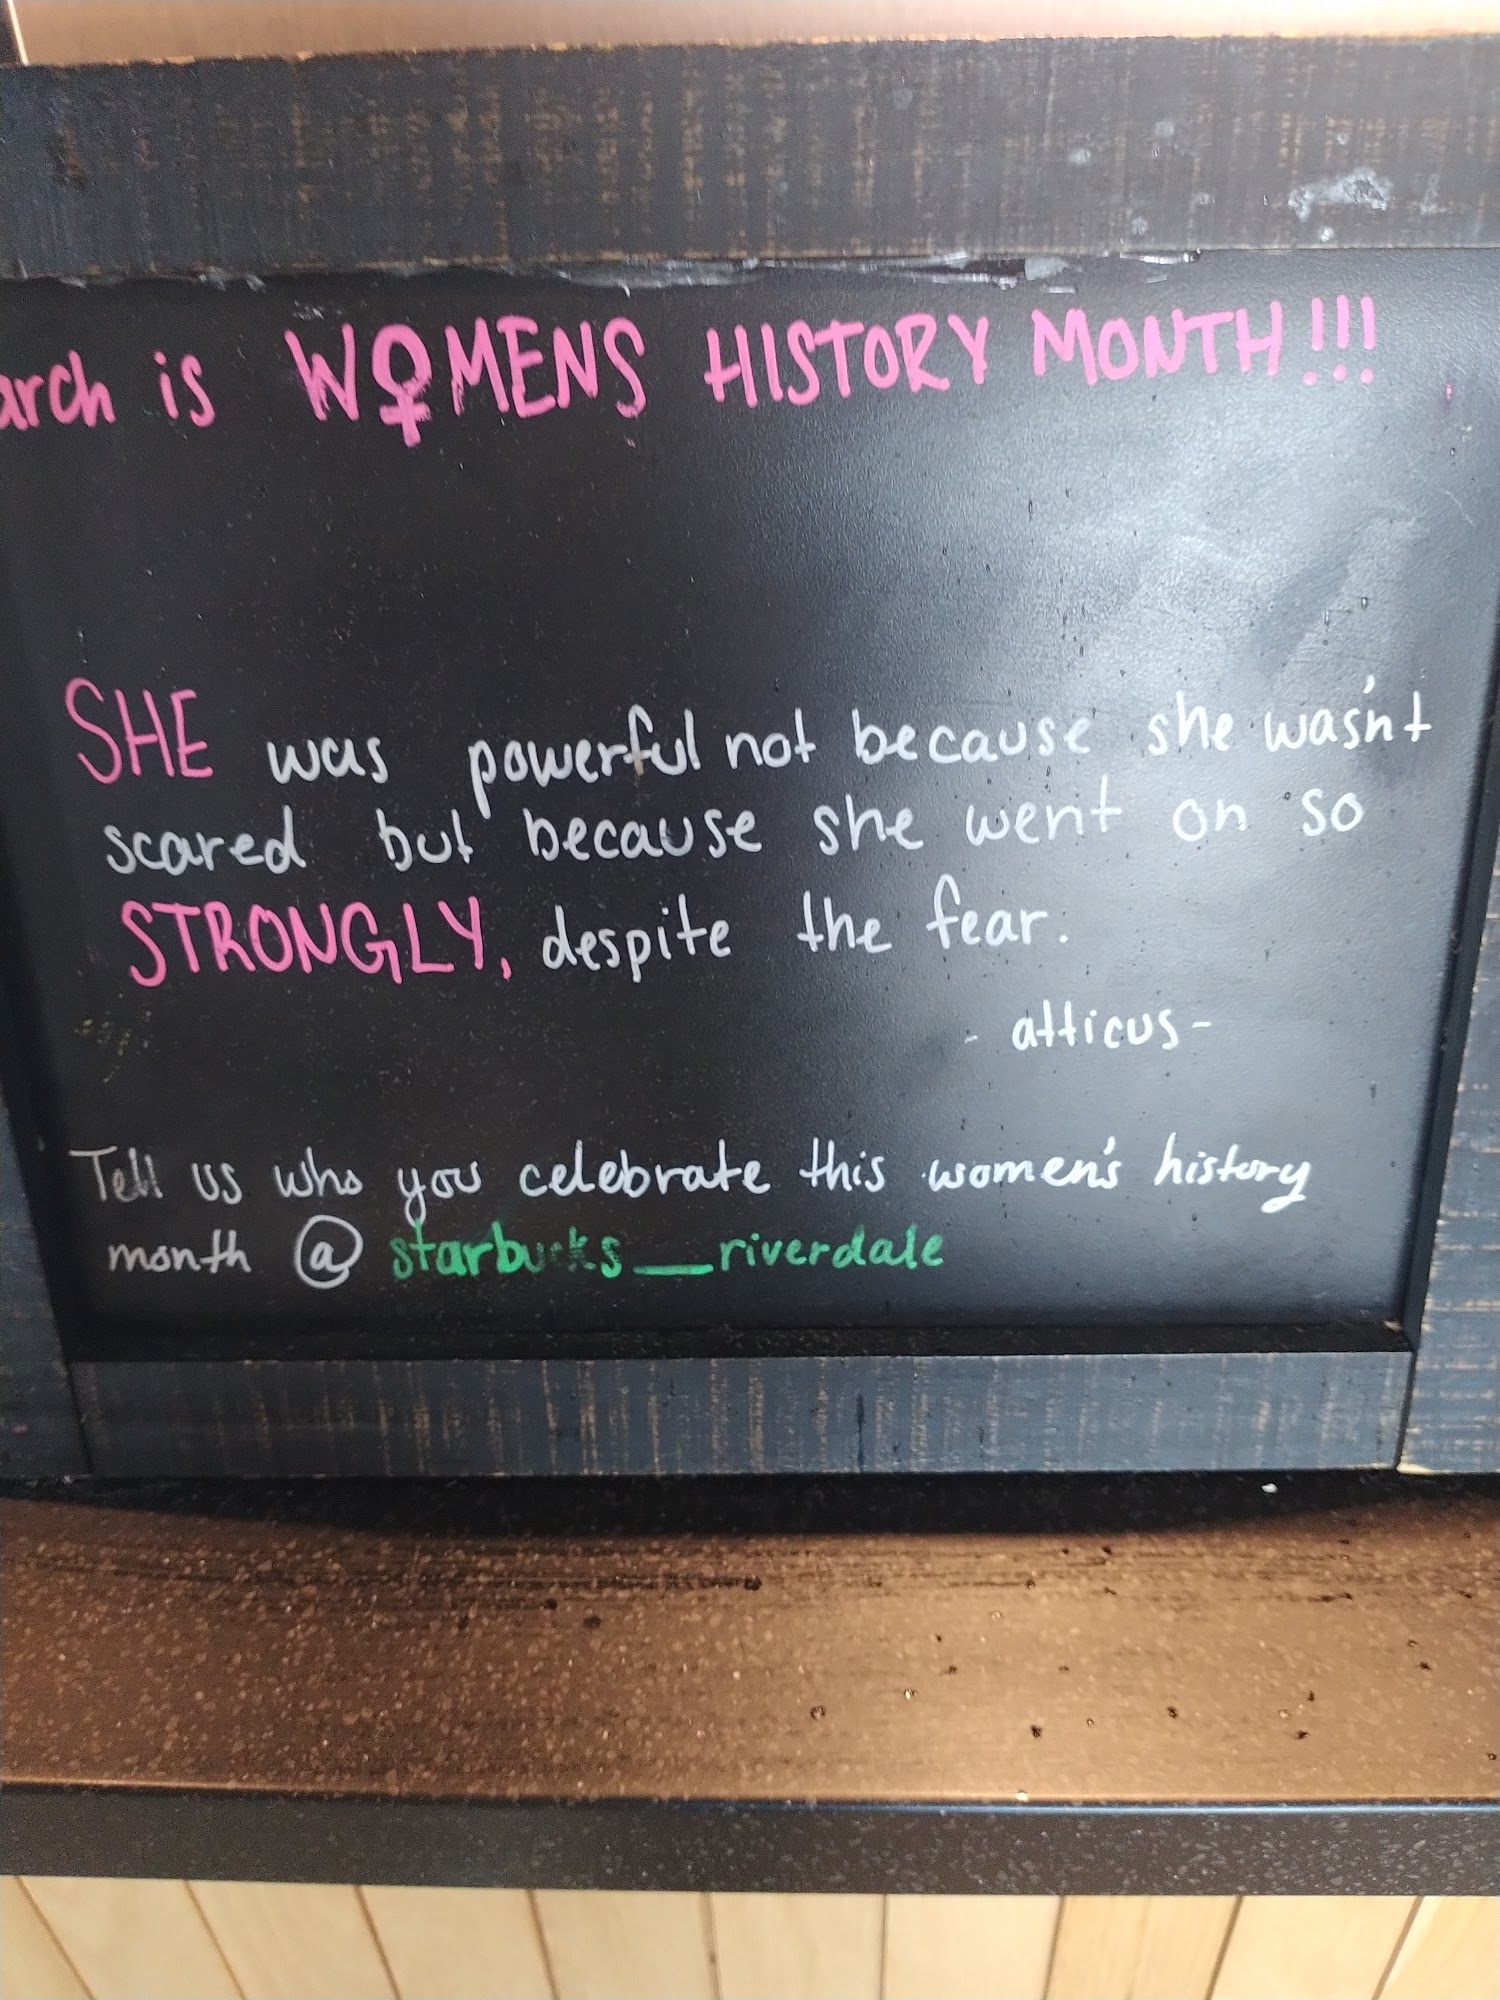 arch is WOMENS HISTORY MONTH!!!
SHE was powerful not because she wasn't
scared but because she went on so
STRONGLY, despite the fear.
- atticus -
Tell us who you celebrate this women's history
month @ starbucks__riverdale